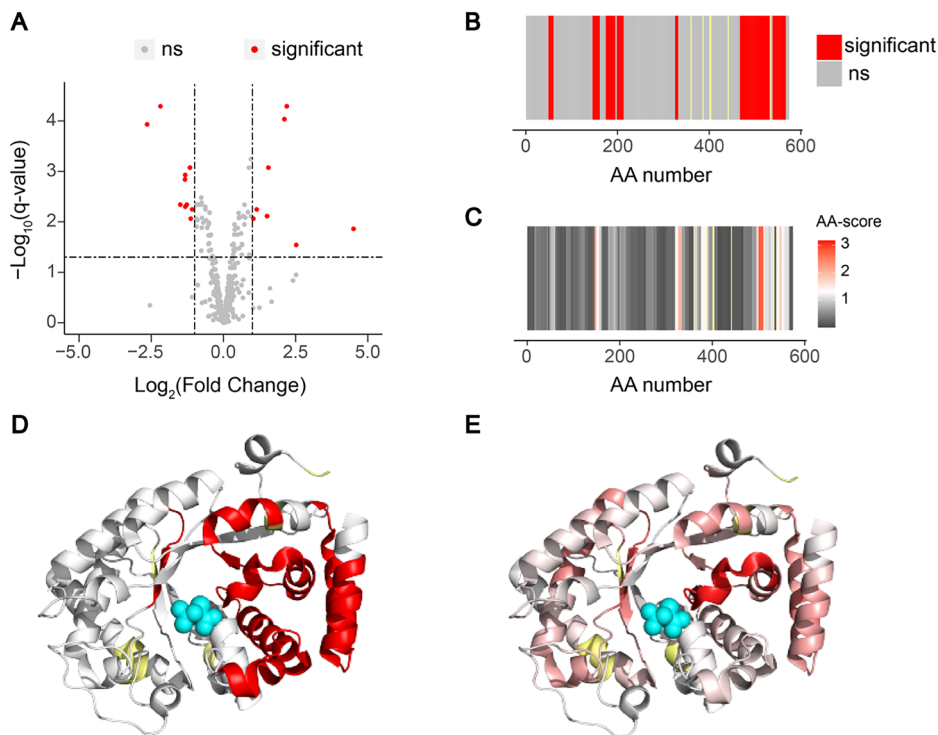 A
ns
significant
−Log10(q-value)
4
3
2
1
0
−5.0
−2.5
0.0
2.5
5.0
Log2(Fold Change)
B
significant
ns
0
200
400
600
AA number
C
AA-score
3
2
1
0
200
400
600
AA number
D
E